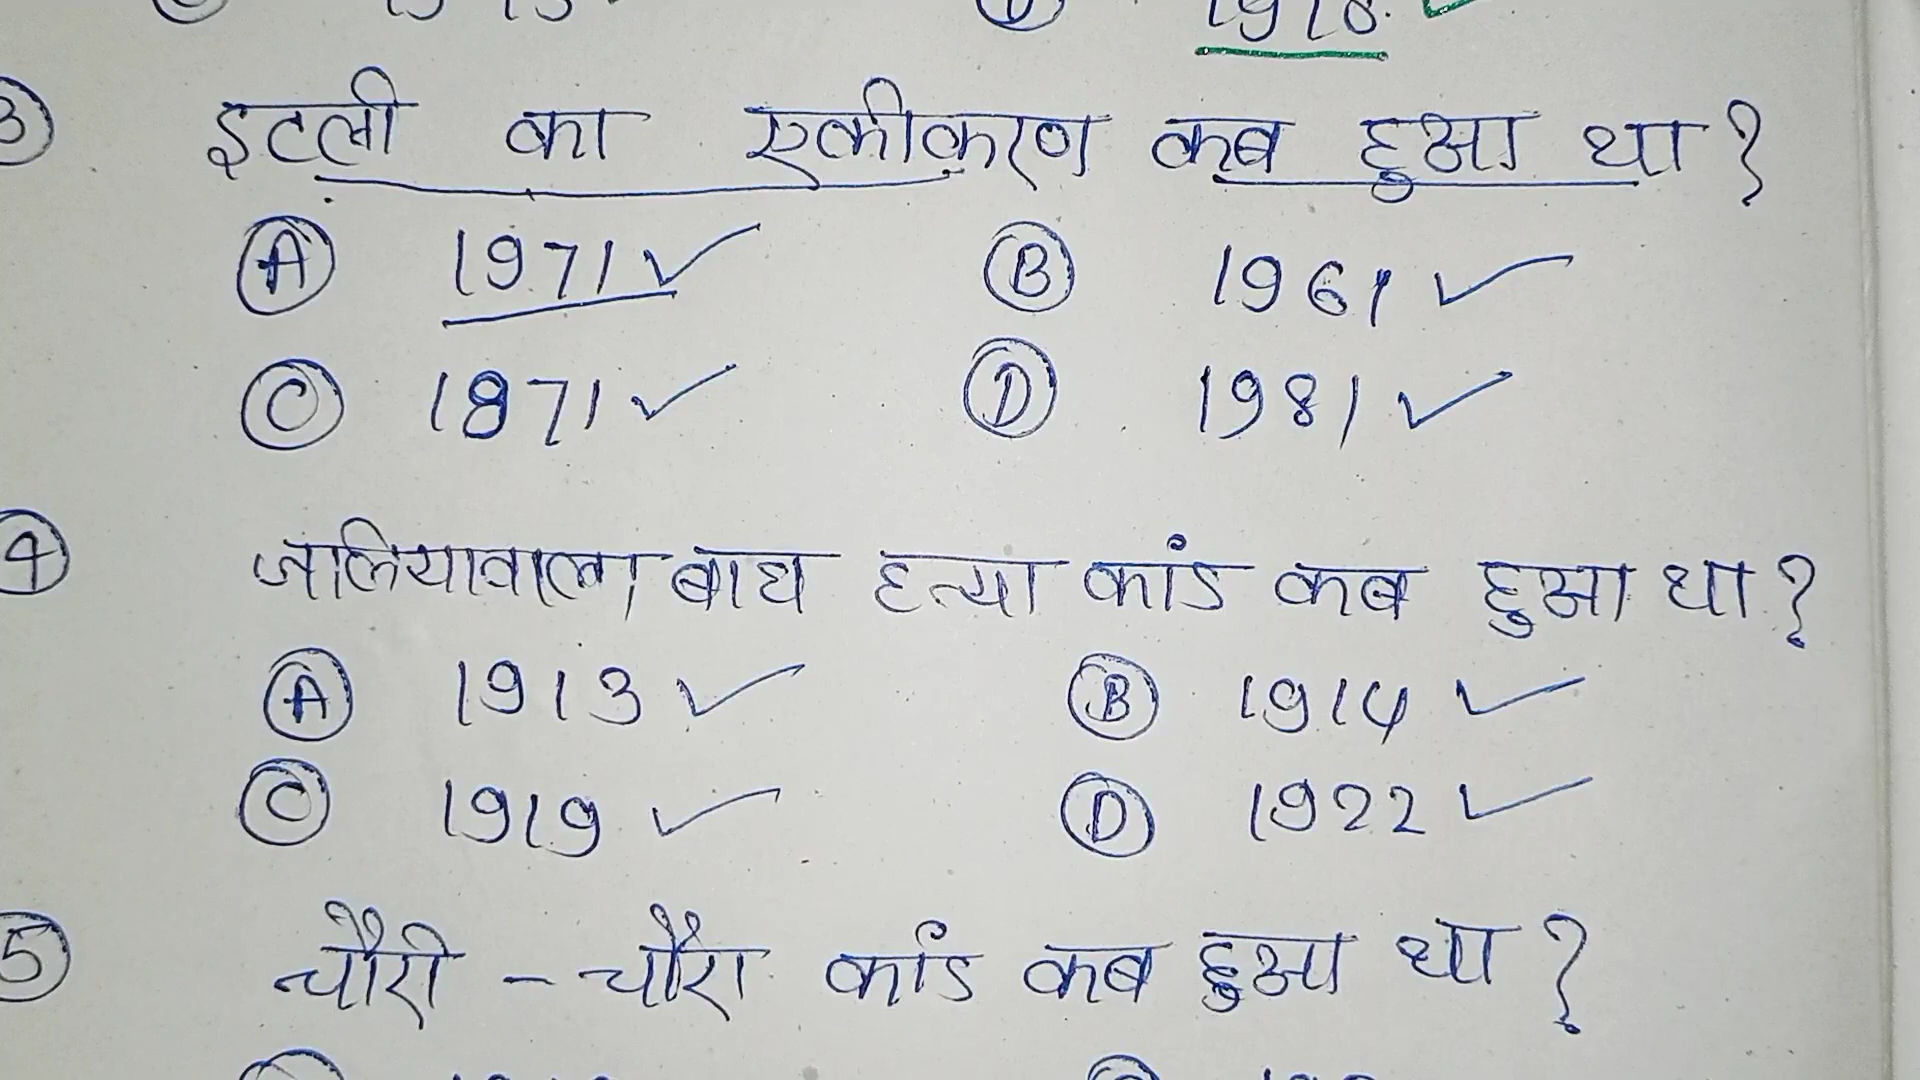 ③ इटली का एकीकरण कब हुआ था?
Ⓐ 1971 ✓ Ⓑ 1961 ✓
Ⓒ 1871 ✓ Ⓓ 1981 ✓
④ जालियावाला बाघ हत्या कांड कब हुआ था?
Ⓐ 1913 ✓ Ⓑ 1914 ✓
Ⓒ 1919 ✓ Ⓓ 1922 ✓
⑤ चौरी - चौरा कांड कब हुआ था?